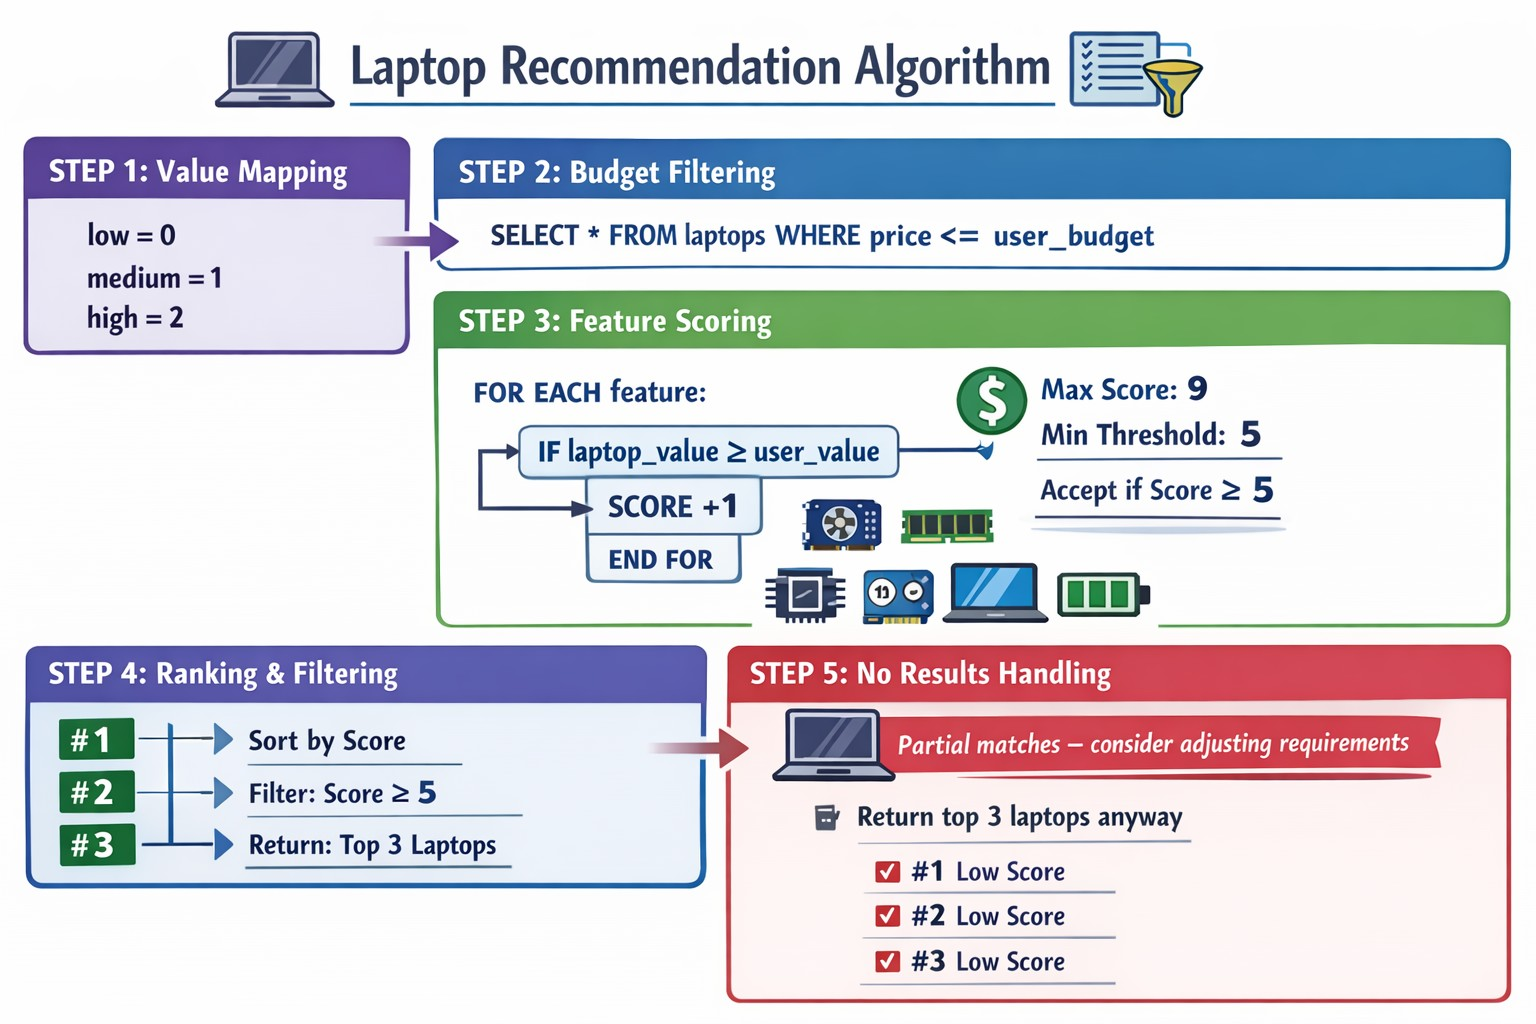 Laptop Recommendation Algorithm
STEP 1: Value Mapping
low = 0
medium = 1
high = 2
STEP 2: Budget Filtering
SELECT * FROM laptops WHERE price <= user_budget
STEP 3: Feature Scoring
FOR EACH feature:
IF laptop_value ≥ user_value
SCORE +1
END FOR
$
Max Score: 9
Min Threshold: 5
Accept if Score ≥ 5
STEP 4: Ranking & Filtering
#1 Sort by Score
#2 Filter: Score ≥ 5
#3 Return: Top 3 Laptops
STEP 5: No Results Handling
Partial matches – consider adjusting requirements
Return top 3 laptops anyway
#1 Low Score
#2 Low Score
#3 Low Score